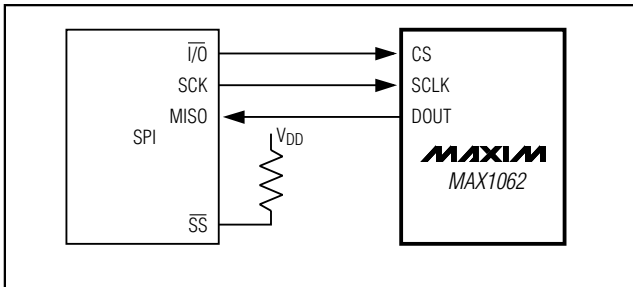 I/O
CS
SCK
SCLK
MISO
DOUT
SPI
VDD
MAXIM
MAX1062
SS